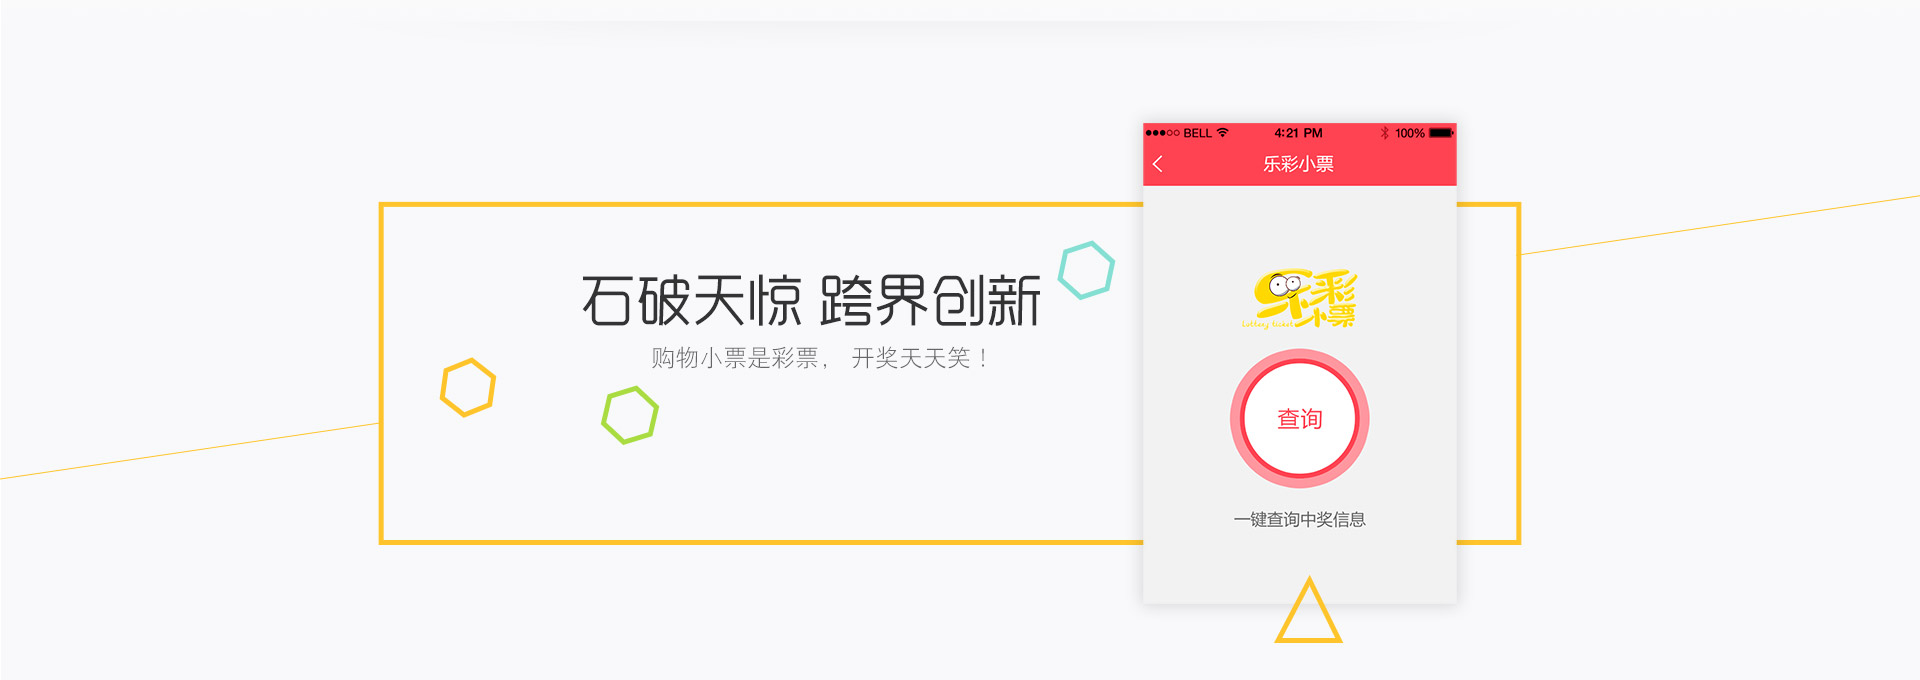 石破天惊 跨界创新
购物小票是彩票， 开奖天天笑！
BELL 4:21 PM 100%
乐彩小票
乐彩
小票
Lottery ticket
查询
一键查询中奖信息